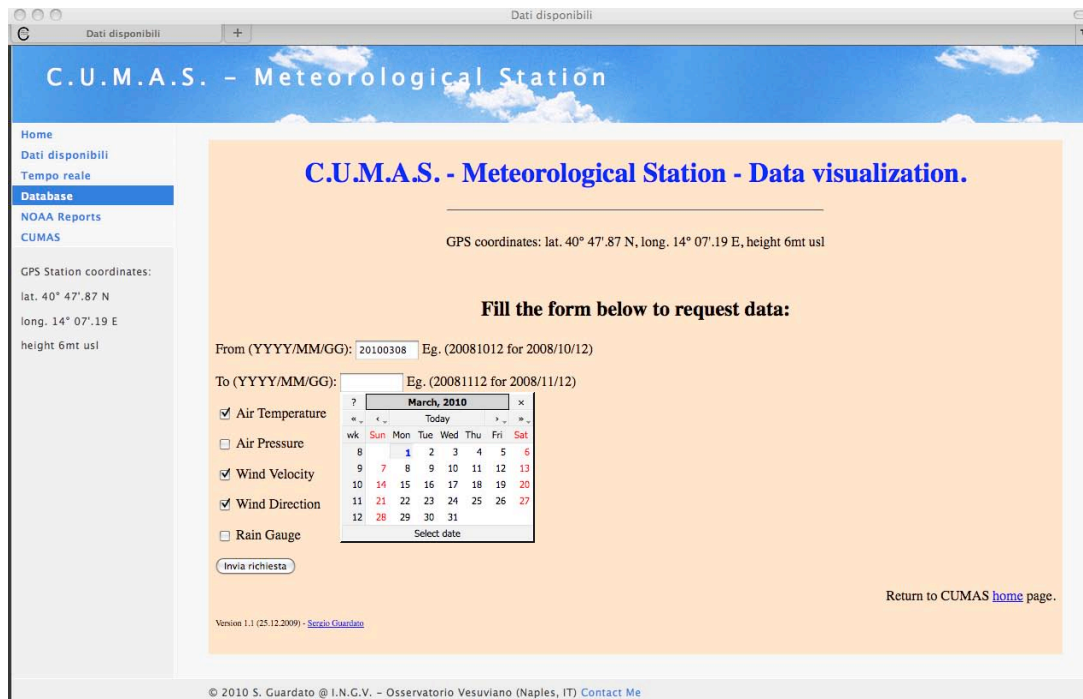 Dati disponibili
Dati disponibili +
C.U.M.A.S. – Meteorological Station
Home
Dati disponibili
Tempo reale
Database
NOAA Reports
CUMAS
GPS Station coordinates:
lat. 40° 47'.87 N
long. 14° 07'.19 E
height 6mt usl
C.U.M.A.S. - Meteorological Station - Data visualization.
GPS coordinates: lat. 40° 47'.87 N, long. 14° 07'.19 E, height 6mt usl
Fill the form below to request data:
From (YYYY/MM/GG): 20100308 Eg. (20081012 for 2008/10/12)
To (YYYY/MM/GG): Eg. (20081112 for 2008/11/12)
Air Temperature
Air Pressure
Wind Velocity
Wind Direction
Rain Gauge
? March, 2010 ×
« ‹ Today › »
wk Sun Mon Tue Wed Thu Fri Sat
8 1 2 3 4 5 6
9 7 8 9 10 11 12 13
10 14 15 16 17 18 19 20
11 21 22 23 24 25 26 27
12 28 29 30 31
Select date
Invia richiesta
Return to CUMAS home page.
Version 1.1 (25.12.2009) - Sergio Guardato
© 2010 S. Guardato @ I.N.G.V. – Osservatorio Vesuviano (Naples, IT) Contact Me